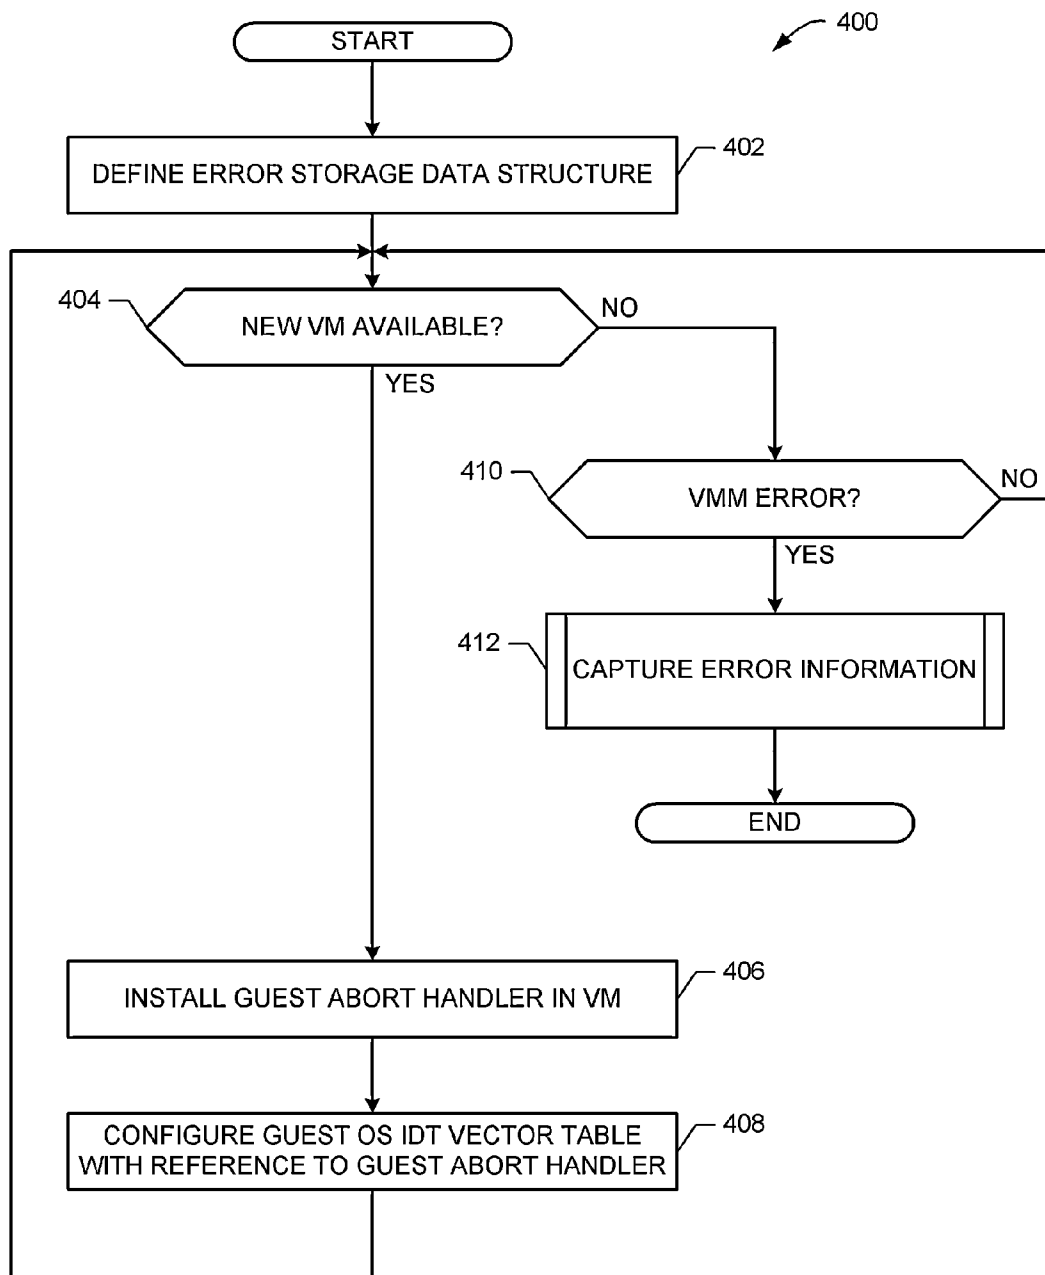 START
400
DEFINE ERROR STORAGE DATA STRUCTURE
402
404
NEW VM AVAILABLE?
NO
YES
410
VMM ERROR?
NO
YES
412
CAPTURE ERROR INFORMATION
END
INSTALL GUEST ABORT HANDLER IN VM
406
CONFIGURE GUEST OS IDT VECTOR TABLE
WITH REFERENCE TO GUEST ABORT HANDLER
408